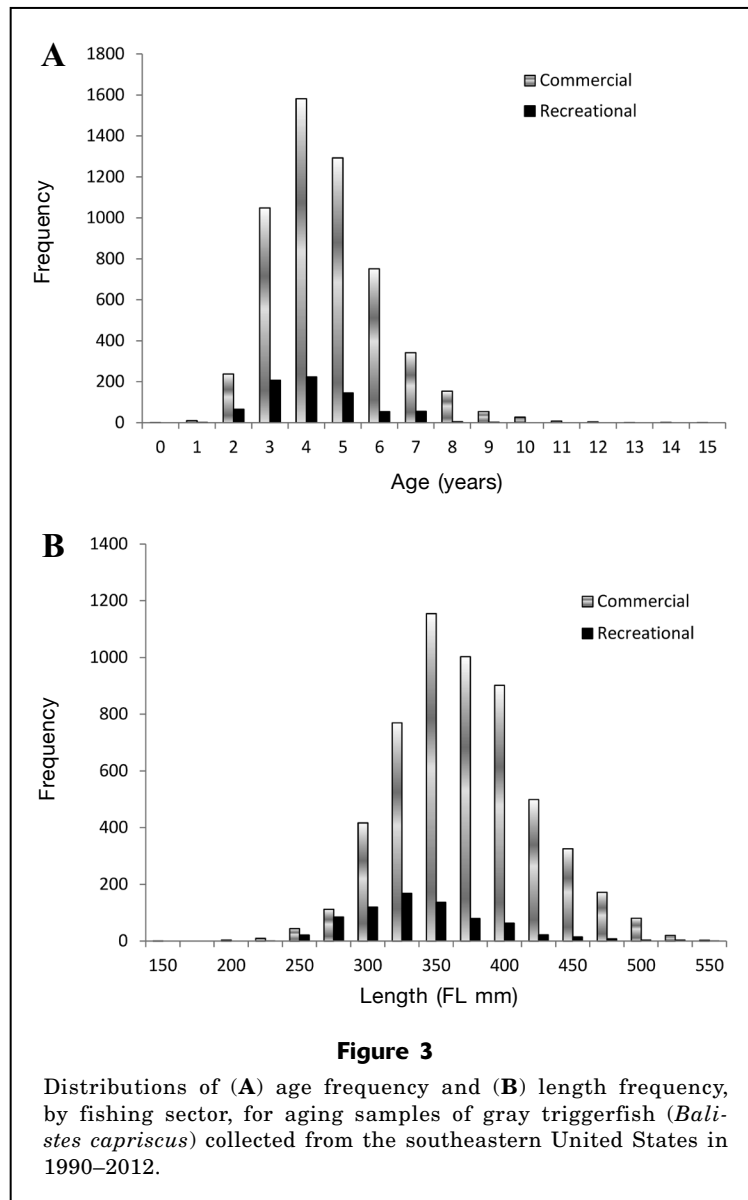 A
1800
1600
1400
1200
1000
800
600
400
200
0
Frequency
Commercial
Recreational
0 1 2 3 4 5 6 7 8 9 10 11 12 13 14 15
Age (years)
B
1400
1200
1000
800
600
400
200
0
Frequency
Commercial
Recreational
150 200 250 300 350 400 450 500 550
Length (FL mm)
Figure 3
Distributions of (A) age frequency and (B) length frequency,
by fishing sector, for aging samples of gray triggerfish (Bali-
stes capriscus) collected from the southeastern United States in
1990–2012.